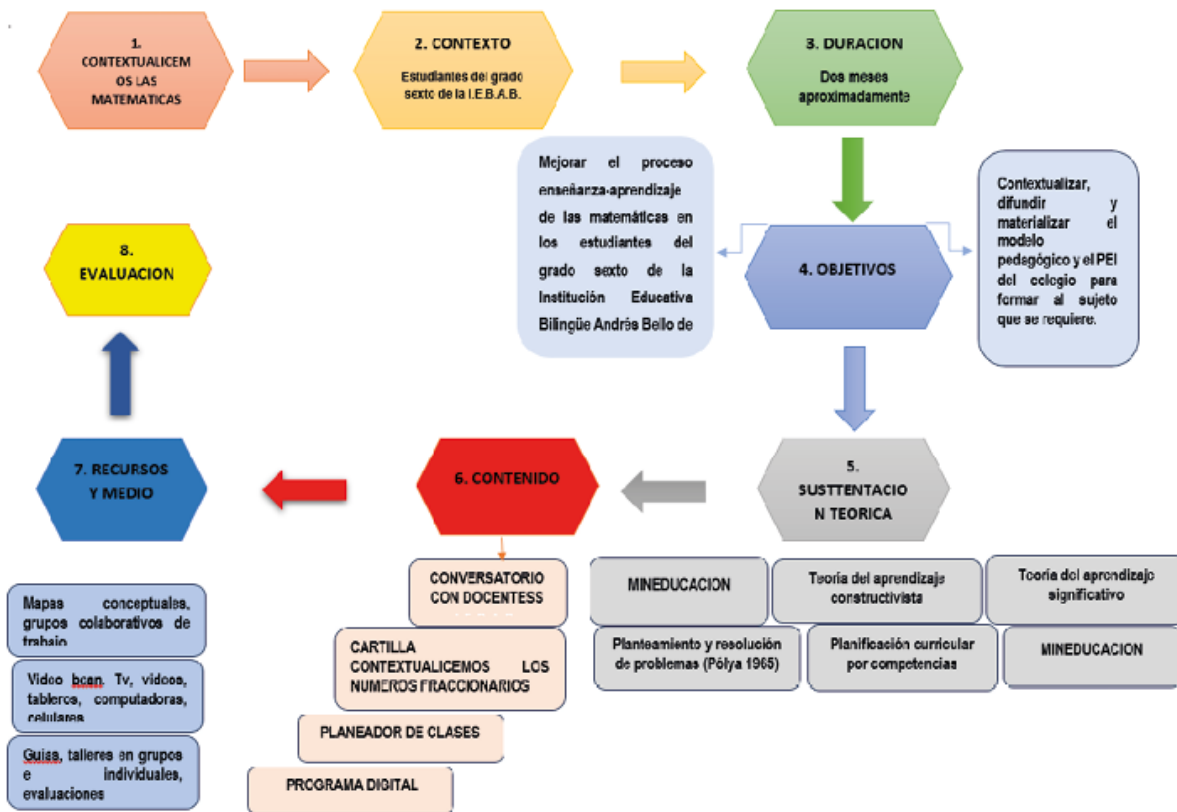 1.
CONTEXTUALICEM
OS LAS
MATEMATICAS
2. CONTEXTO
Estudiantes del grado
sexto de la I.E.B.A.B.
3. DURACION
Dos meses
aproximadamente
Mejorar el proceso
enseñanza-aprendizaje
de las matemáticas en
los estudiantes del
grado sexto de la
Institución Educativa
Bilingüe Andrés Bello de
4. OBJETIVOS
Contextualizar,
difundir y
materializar el
modelo
pedagógico y el PEI
del colegio para
formar al sujeto
que se requiere.
8.
EVALUACION
7. RECURSOS
Y MEDIO
6. CONTENIDO
5.
SUSTTENTACIO
N TEORICA
CONVERSATORIO
CON DOCENTESS
CARTILLA
CONTEXTUALICEMOS LOS
NUMEROS FRACCIONARIOS
PLANEADOR DE CLASES
PROGRAMA DIGITAL
MINEDUCACION
Teoría del aprendizaje
constructivista
Teoría del aprendizaje
significativo
Planteamiento y resolución
de problemas (Pólya 1965)
Planificación curricular
por competencias
MINEDUCACION
Mapas conceptuales,
grupos colaborativos de
trabajo
Video bean. Tv, videos,
tableros, computadoras,
celulares
Guias, talleres en grupos
e individuales,
evaluaciones